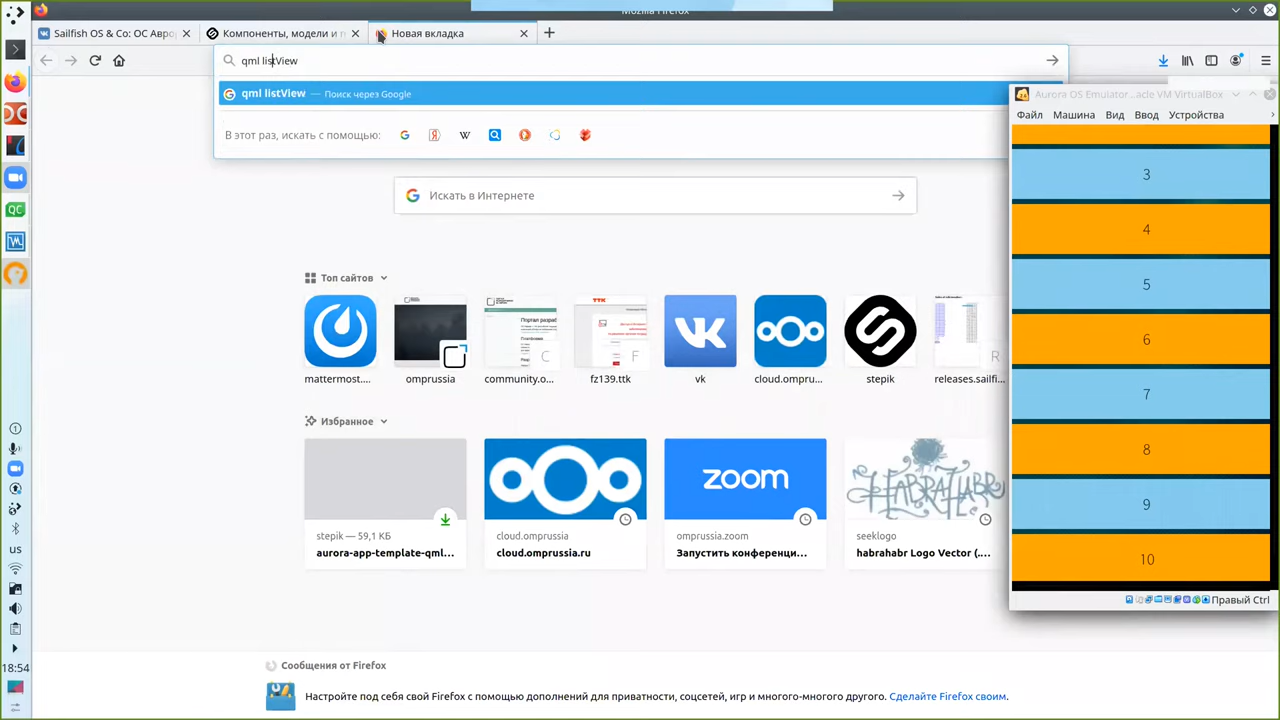 Mozilla Firefox
Sailfish OS & Co: ОС Авро
Компоненты, модели и п
Новая вкладка
qml listView
qml listView — Поиск через Google
В этот раз, искать с помощью:
Искать в Интернете
Топ сайтов
mattermost....
omprussia
community.o...
fz139.ttk
vk
cloud.ompru...
stepik
releases.sailfi...
C
F
R
Избранное
stepik — 59,1 КБ
aurora-app-template-qml...
cloud.omprussia
cloud.omprussia.ru
zoom
omprussia.zoom
Запустить конференци...
HABRAHABR
seeklogo
habrahabr Logo Vector (....
Сообщения от Firefox
Настройте под себя свой Firefox с помощью дополнений для приватности, соцсетей, игр и многого-многого другого. Сделайте Firefox своим.
Aurora OS Emulator...acle VM VirtualBox
Файл Машина Вид Ввод Устройства
3
4
5
6
7
8
9
10
Правый Ctrl
us
18:54